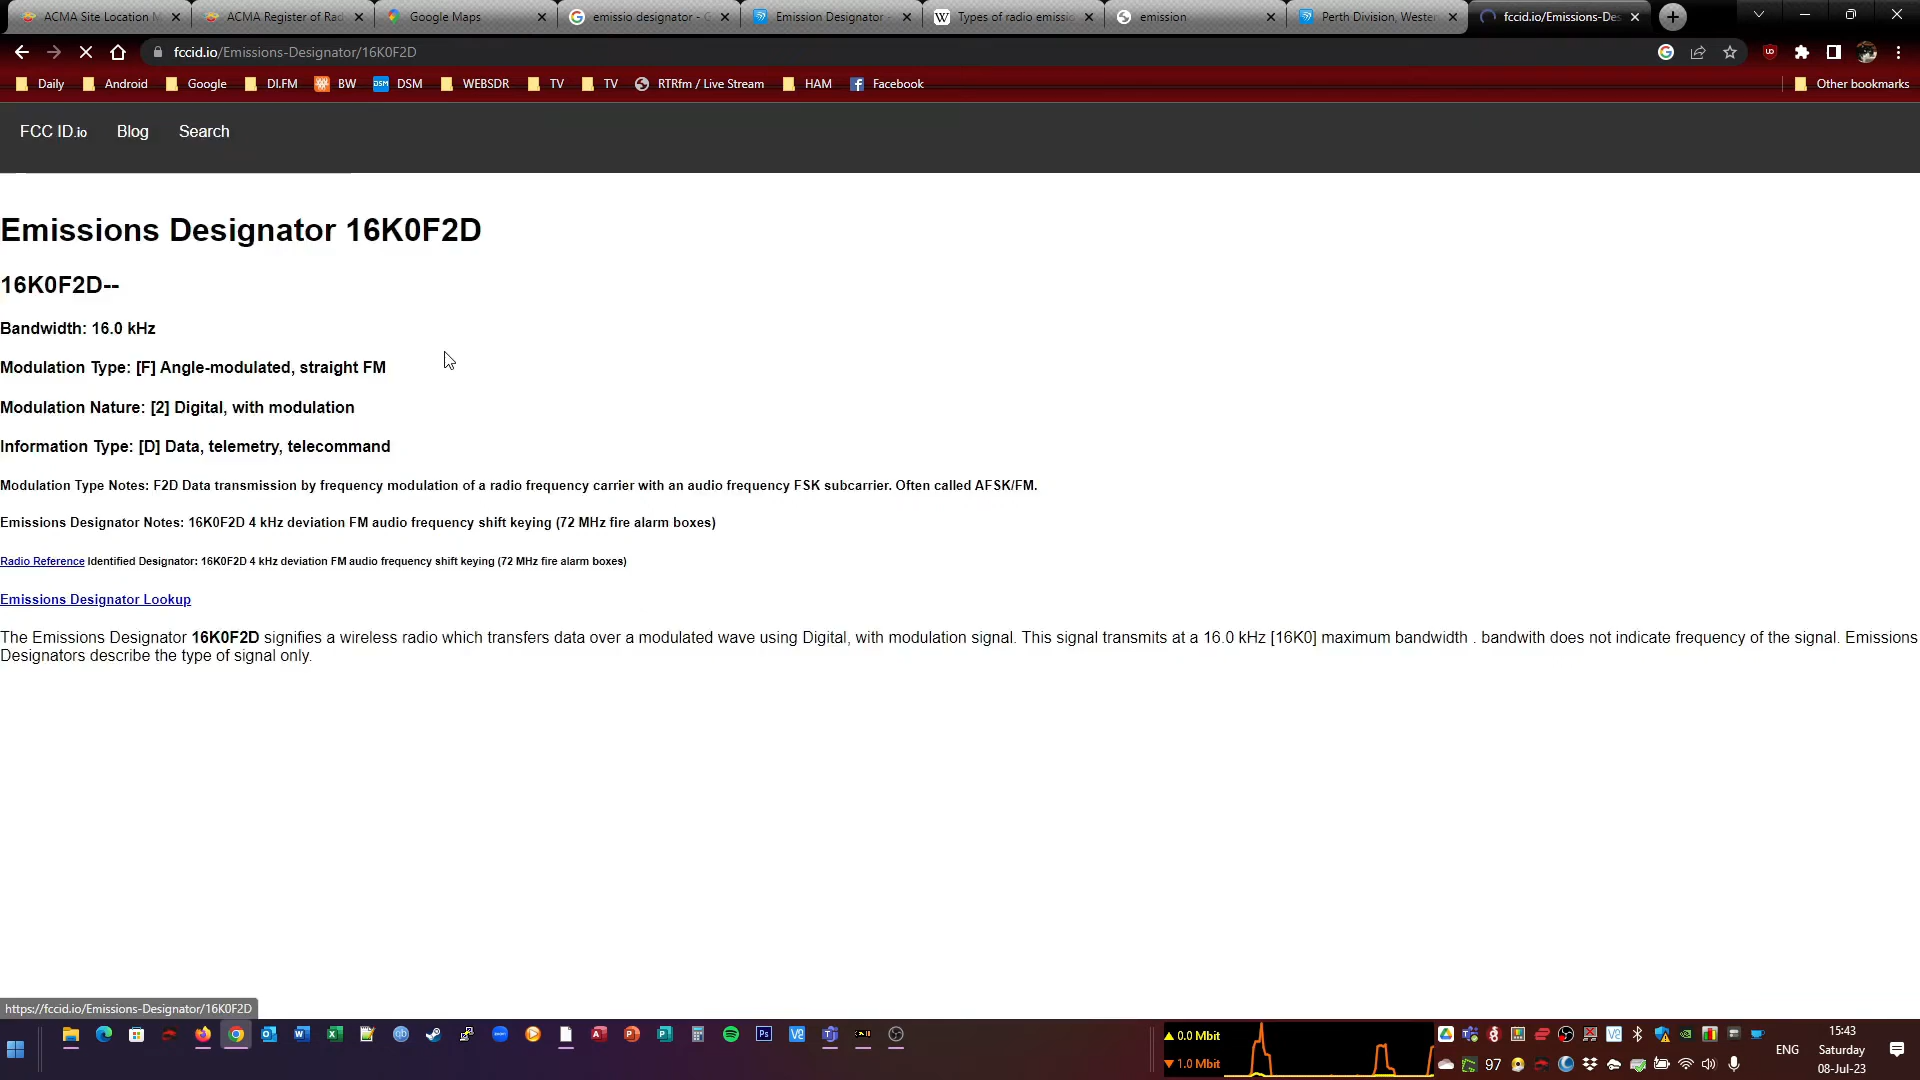 ACMA Site Location M
ACMA Register of Rad
Google Maps
emissio designator - G
Emission Designator -
Types of radio emissio
emission
Perth Division, Wester
fccid.io/Emissions-Des
fccid.io/Emissions-Designator/16K0F2D
Daily
Android
Google
DI.FM
BW
DSM
WEBSDR
TV
TV
RTRfm / Live Stream
HAM
Facebook
Other bookmarks
FCC ID.io
Blog
Search
Emissions Designator 16K0F2D
16K0F2D--
Bandwidth: 16.0 kHz
Modulation Type: [F] Angle-modulated, straight FM
Modulation Nature: [2] Digital, with modulation
Information Type: [D] Data, telemetry, telecommand
Modulation Type Notes: F2D Data transmission by frequency modulation of a radio frequency carrier with an audio frequency FSK subcarrier. Often called AFSK/FM.
Emissions Designator Notes: 16K0F2D 4 kHz deviation FM audio frequency shift keying (72 MHz fire alarm boxes)
Radio Reference Identified Designator: 16K0F2D 4 kHz deviation FM audio frequency shift keying (72 MHz fire alarm boxes)
Emissions Designator Lookup
The Emissions Designator 16K0F2D signifies a wireless radio which transfers data over a modulated wave using Digital, with modulation signal. This signal transmits at a 16.0 kHz [16K0] maximum bandwidth . bandwith does not indicate frequency of the signal. Emissions
Designators describe the type of signal only.
https://fccid.io/Emissions-Designator/16K0F2D
0.0 Mbit
1.0 Mbit
97
ENG
15:43
Saturday
08-Jul-23